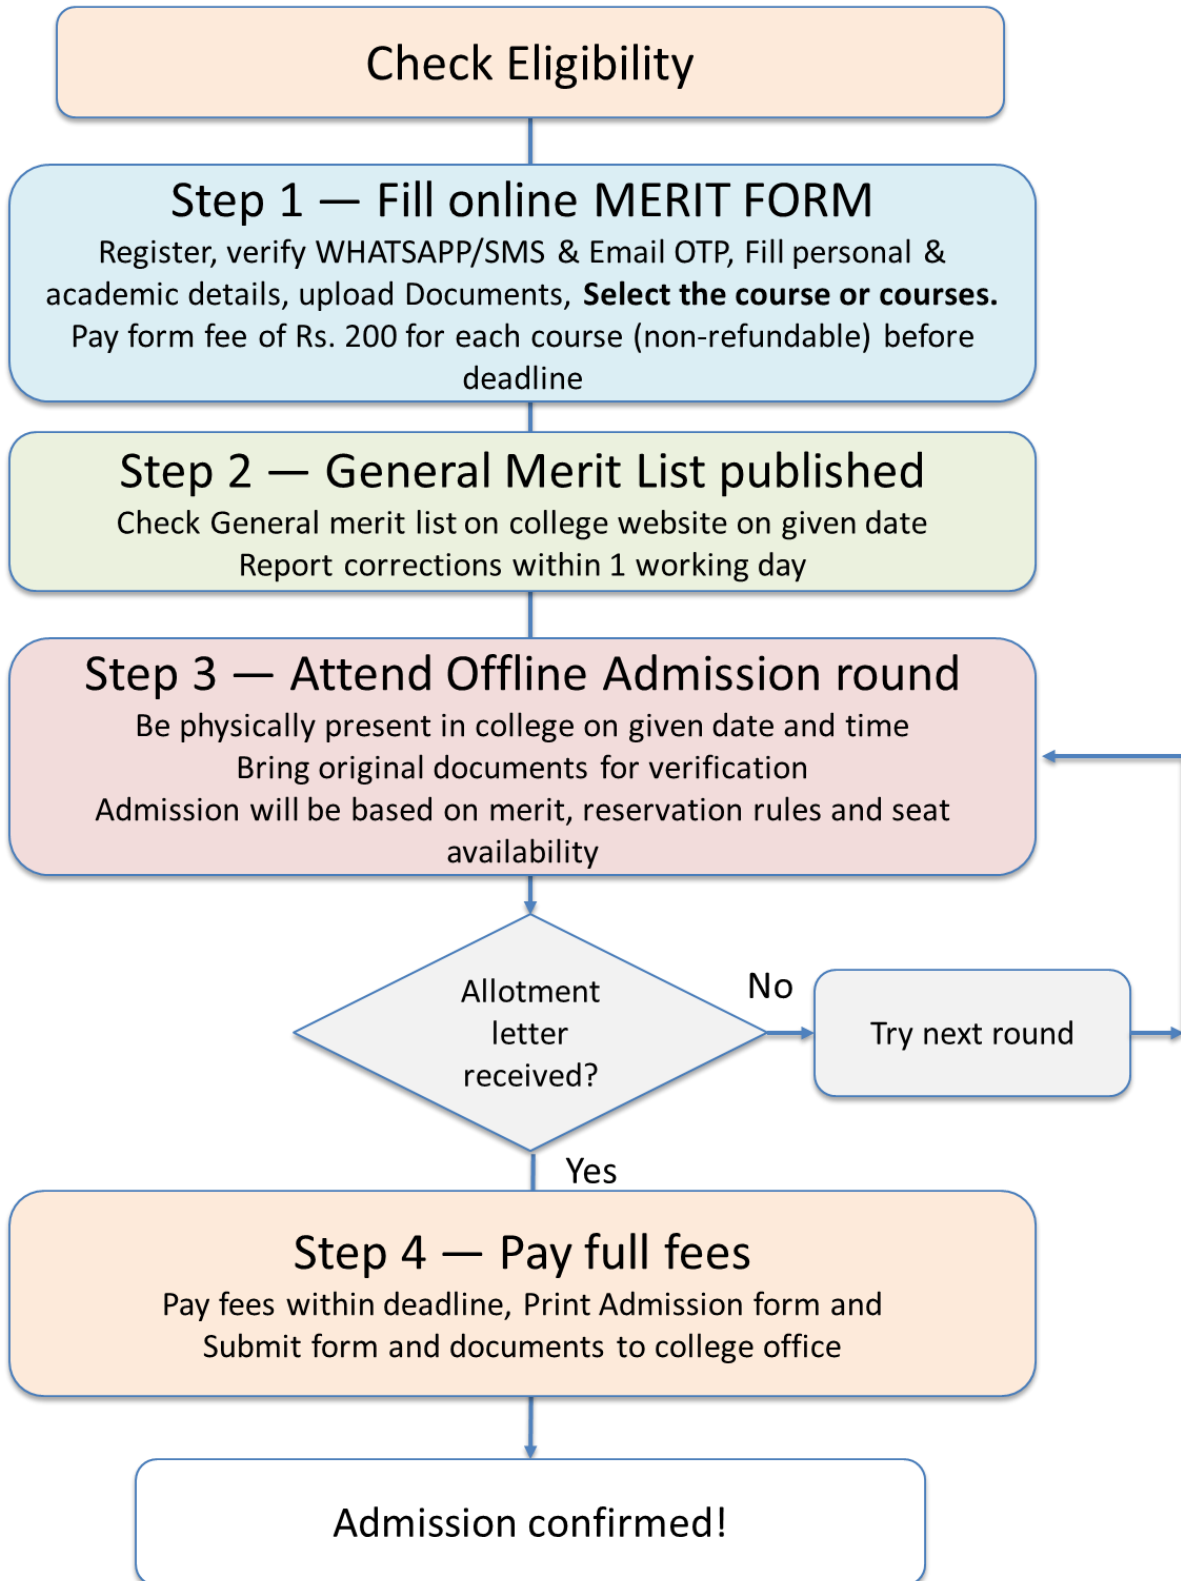 Check Eligibility
Step 1 — Fill online MERIT FORM
Register, verify WHATSAPP/SMS & Email OTP, Fill personal &
academic details, upload Documents, Select the course or courses.
Pay form fee of Rs. 200 for each course (non-refundable) before
deadline
Step 2 — General Merit List published
Check General merit list on college website on given date
Report corrections within 1 working day
Step 3 — Attend Offline Admission round
Be physically present in college on given date and time
Bring original documents for verification
Admission will be based on merit, reservation rules and seat
availability
Allotment
letter
received?
No
Try next round
Yes
Step 4 — Pay full fees
Pay fees within deadline, Print Admission form and
Submit form and documents to college office
Admission confirmed!